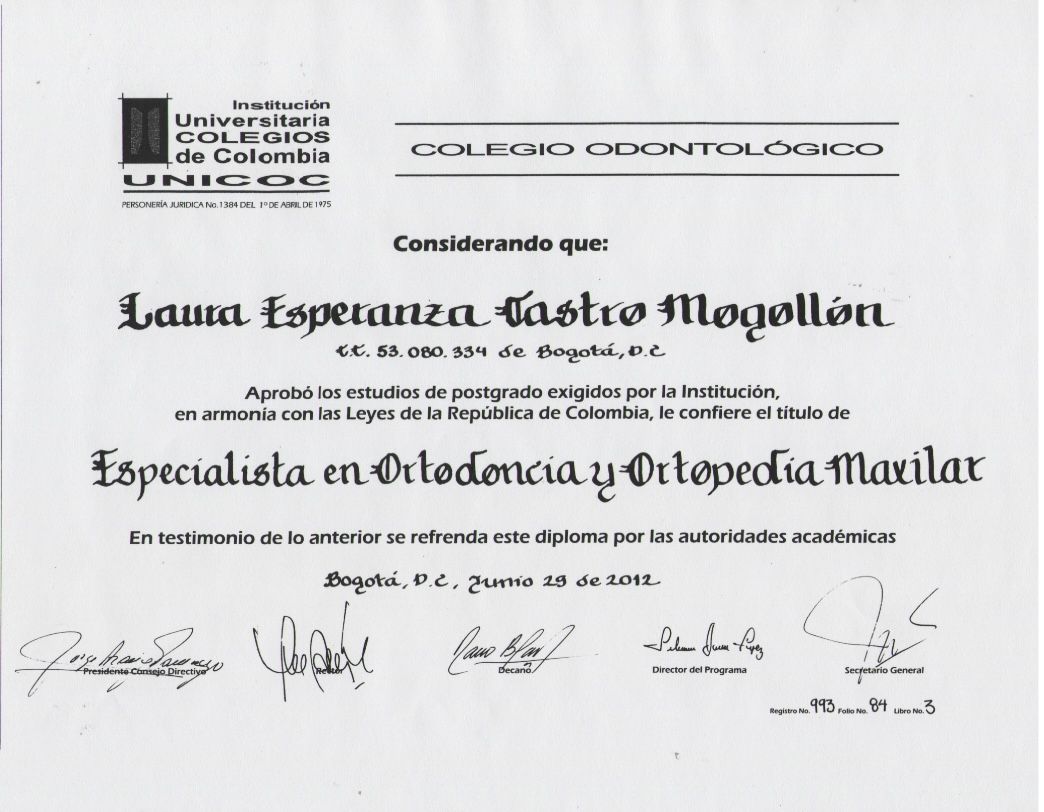 Institución
Universitaria
COLEGIOS
de Colombia
UNICOC
PERSONERÍA JURIDICA No. 1384 DEL 1º DE ABRIL DE 1975
COLEGIO ODONTOLÓGICO
Considerando que:
Laura Esperanza Castro Mogollón
C.C. 53.080.334 de Bogotá, D.C
Aprobó los estudios de postgrado exigidos por la Institución,
en armonía con las Leyes de la República de Colombia, le confiere el título de
Especialista en Ortodoncia y Ortopedia Maxilar
En testimonio de lo anterior se refrenda este diploma por las autoridades académicas
Bogotá, D.C, Junio 29 de 2012
Presidente Consejo Directivo
Rector
Decano
Director del Programa
Secretario General
Registro No. 993 Folio No. 84 Libro No. 3